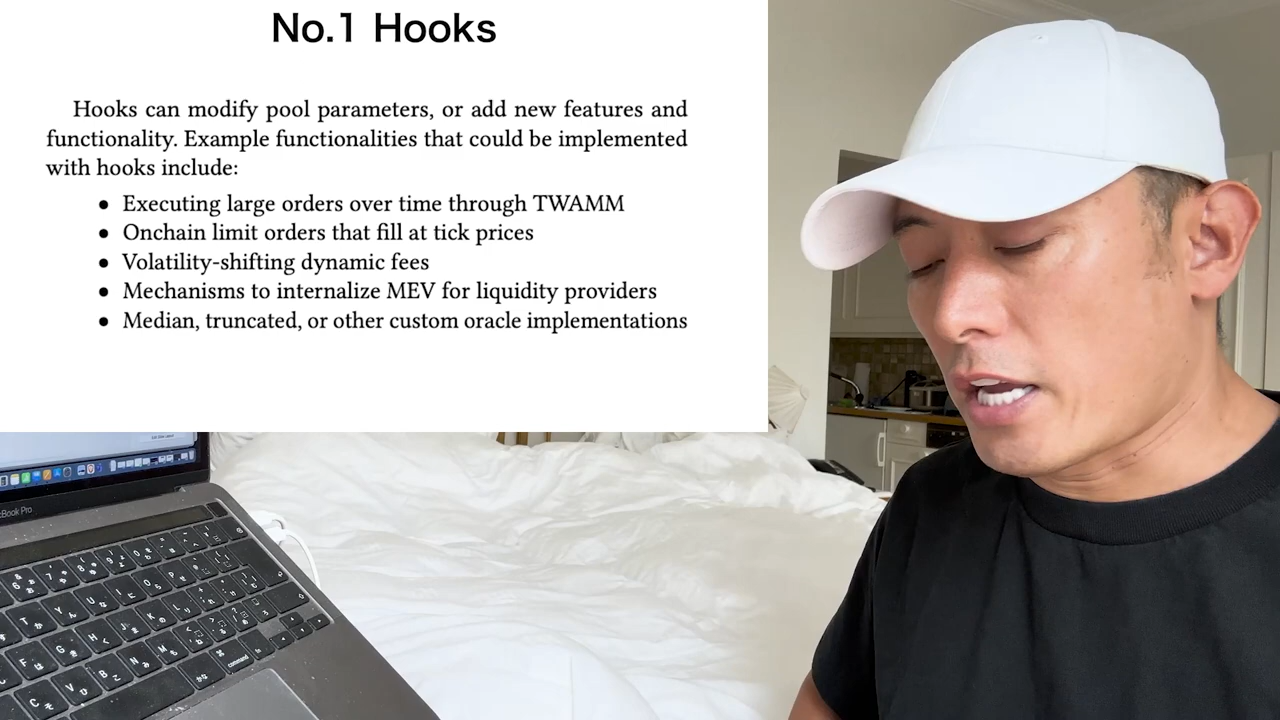 No.1 Hooks
Hooks can modify pool parameters, or add new features and
functionality. Example functionalities that could be implemented
with hooks include:
• Executing large orders over time through TWAMM
• Onchain limit orders that fill at tick prices
• Volatility-shifting dynamic fees
• Mechanisms to internalize MEV for liquidity providers
• Median, truncated, or other custom oracle implementations
Book Pro
command